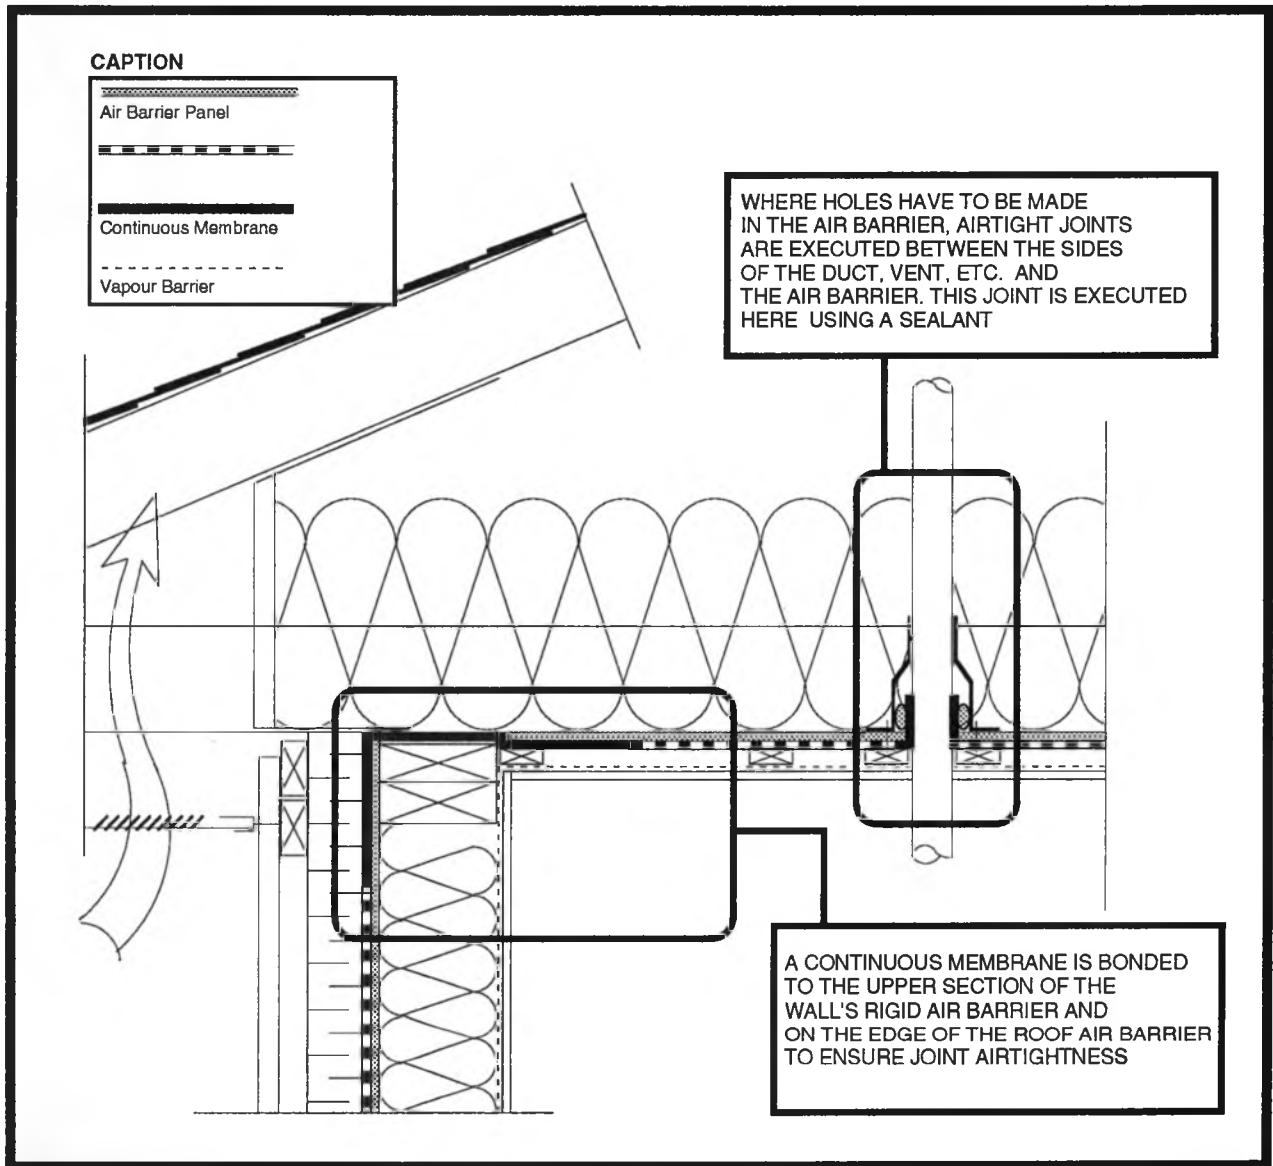 CAPTION
Air Barrier Panel
Continuous Membrane
Vapour Barrier
WHERE HOLES HAVE TO BE MADE
IN THE AIR BARRIER, AIRTIGHT JOINTS
ARE EXECUTED BETWEEN THE SIDES
OF THE DUCT, VENT, ETC. AND
THE AIR BARRIER. THIS JOINT IS EXECUTED
HERE USING A SEALANT
A CONTINUOUS MEMBRANE IS BONDED
TO THE UPPER SECTION OF THE
WALL'S RIGID AIR BARRIER AND
ON THE EDGE OF THE ROOF AIR BARRIER
TO ENSURE JOINT AIRTIGHTNESS